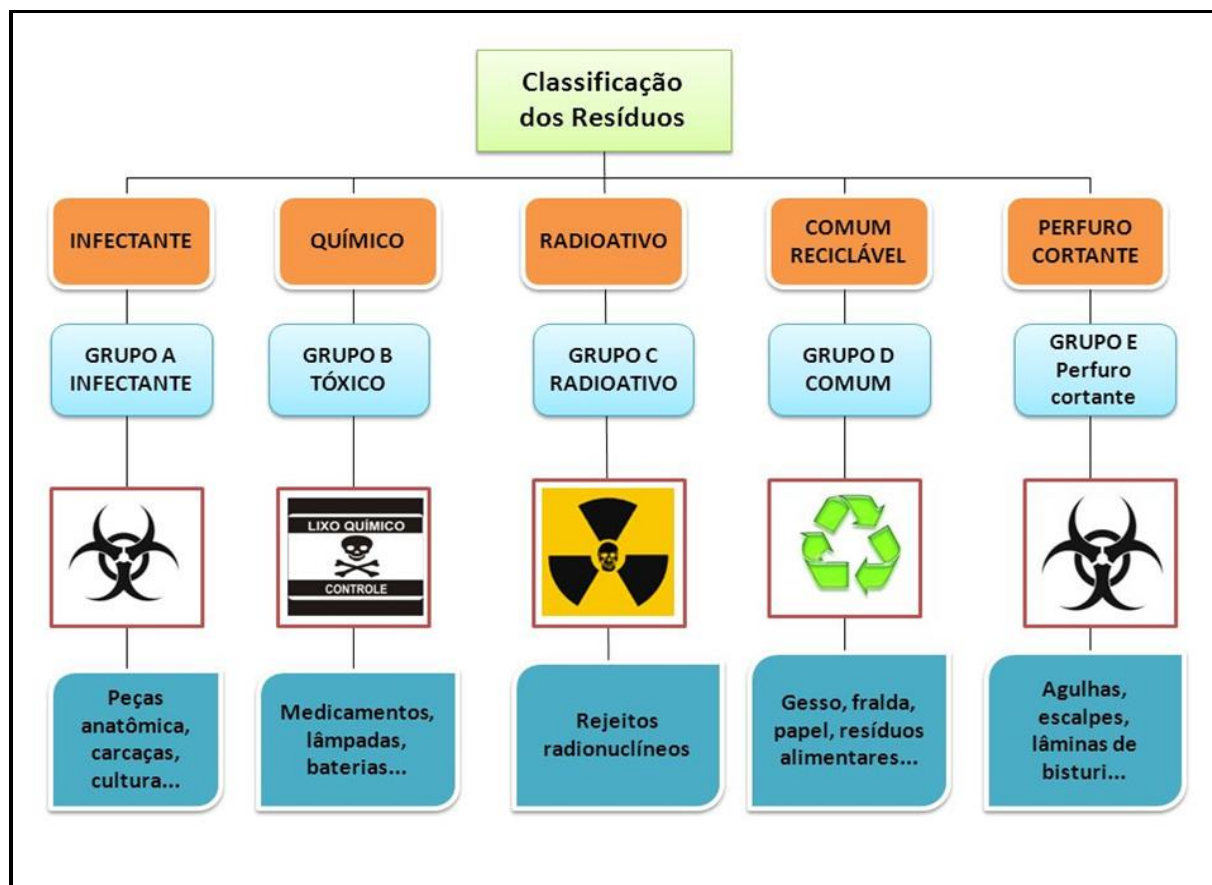 Classificação
dos Resíduos
INFECTANTE
QUÍMICO
RADIOATIVO
COMUM
RECICLÁVEL
PERFURO
CORTANTE
GRUPO A
INFECTANTE
GRUPO B
TÓXICO
GRUPO C
RADIOATIVO
GRUPO D
COMUM
GRUPO E
Perfuro
cortante
LIXO QUÍMICO
CONTROLE
Peças
anatômica,
carcaças,
cultura...
Medicamentos,
lâmpadas,
baterias...
Rejeitos
radionuclíneos
Gesso, fralda,
papel, resíduos
alimentares...
Agulhas,
escalpes,
lâminas de
bisturi...